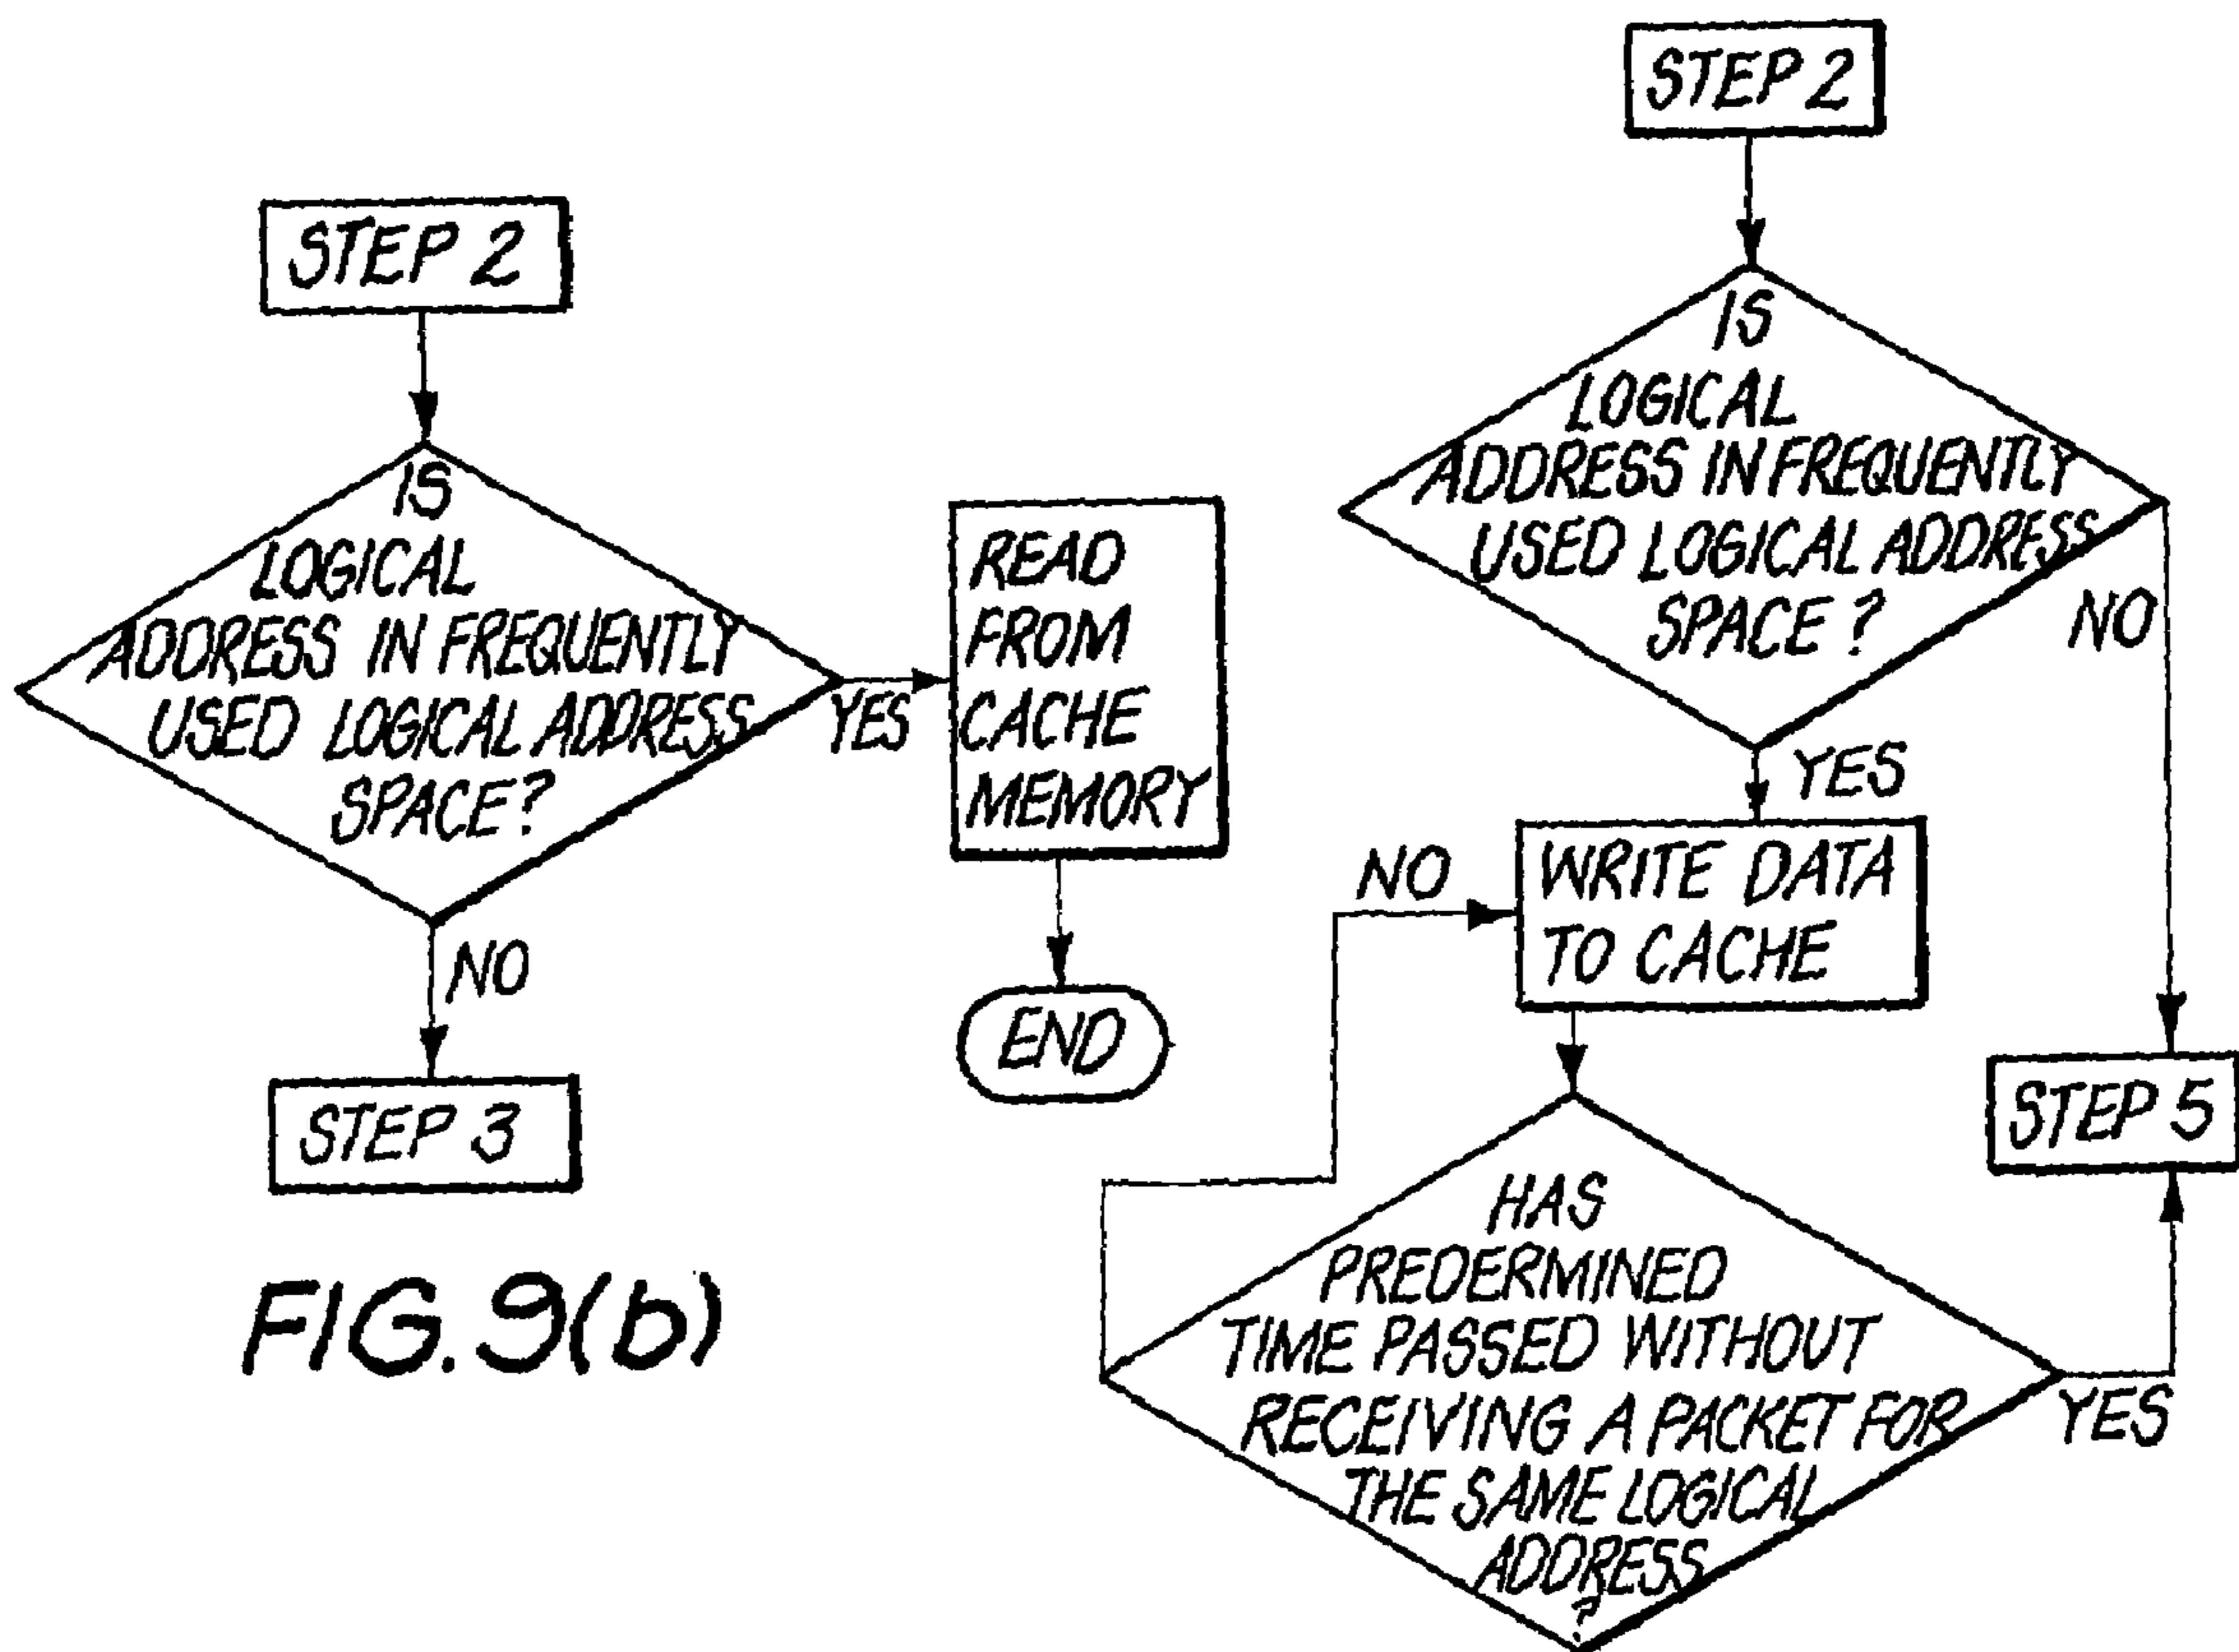 STEP 2
IS
LOGICAL
ADDRESS IN FREQUENTLY
USED LOGICAL ADDRESS
SPACE?
YES
READ
FROM
CACHE
MEMORY
END
NO
STEP 3
FIG. 9(b)
STEP 2
IS
LOGICAL
ADDRESS IN FREQUENTLY
USED LOGICAL ADDRESS
SPACE?
NO
YES
NO
WRITE DATA
TO CACHE
STEP 5
HAS
PREDERMINED
TIME PASSED WITHOUT
RECEIVING A PACKET FOR
THE SAME LOGICAL
ADDRESS
?
YES